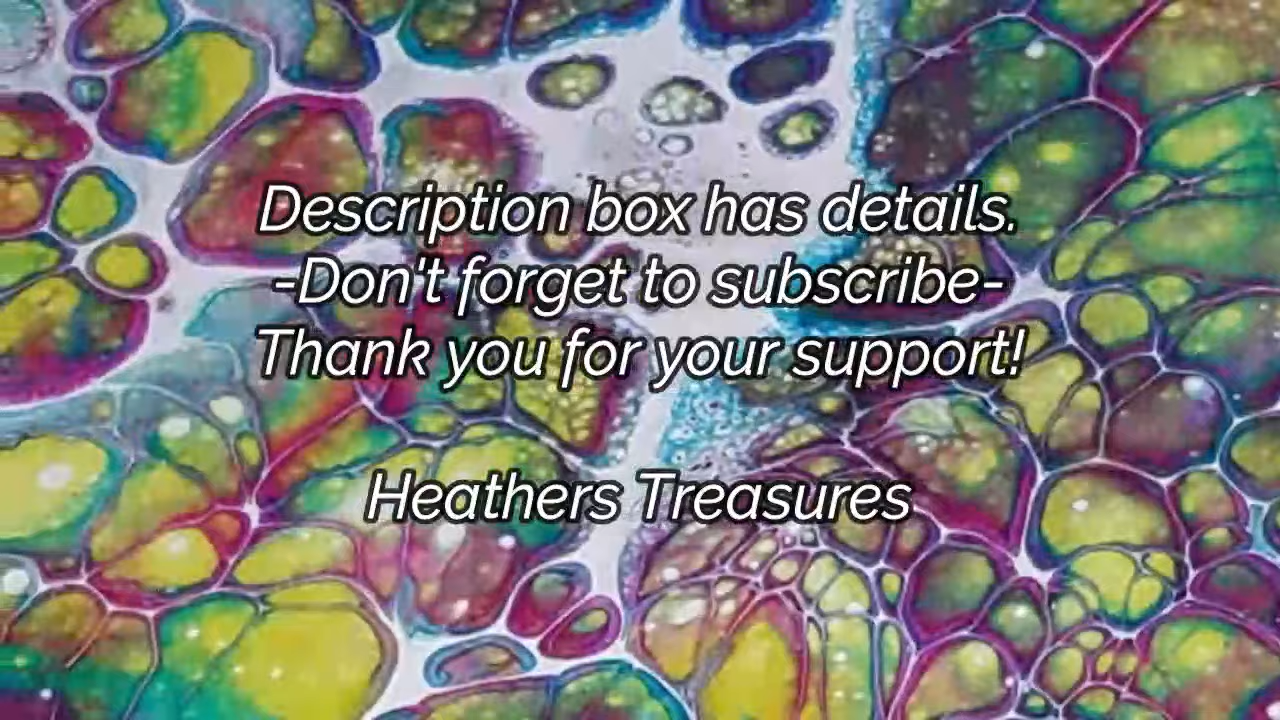 Description box has details.
-Don't forget to subscribe-
Thank you for your support!
Heathers Treasures